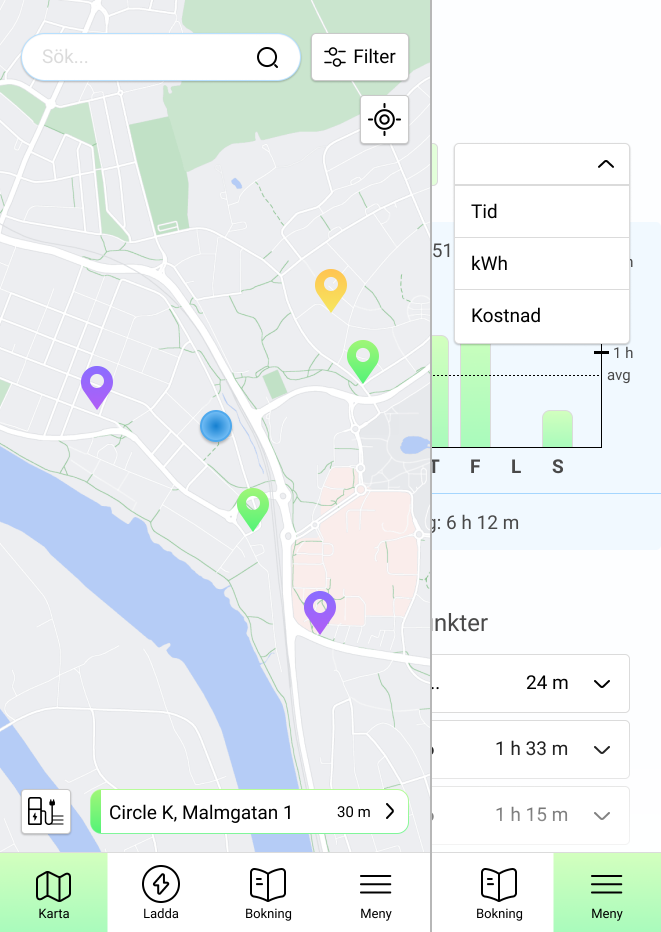 Sök...
Filter
Circle K, Malmgatan 1
30 m
Karta
Ladda
Bokning
Meny
Tid
kWh
Kostnad
51
1 h
avg
T F L S
g: 6 h 12 m
nkter
.. 24 m
1 h 33 m
1 h 15 m
Bokning
Meny